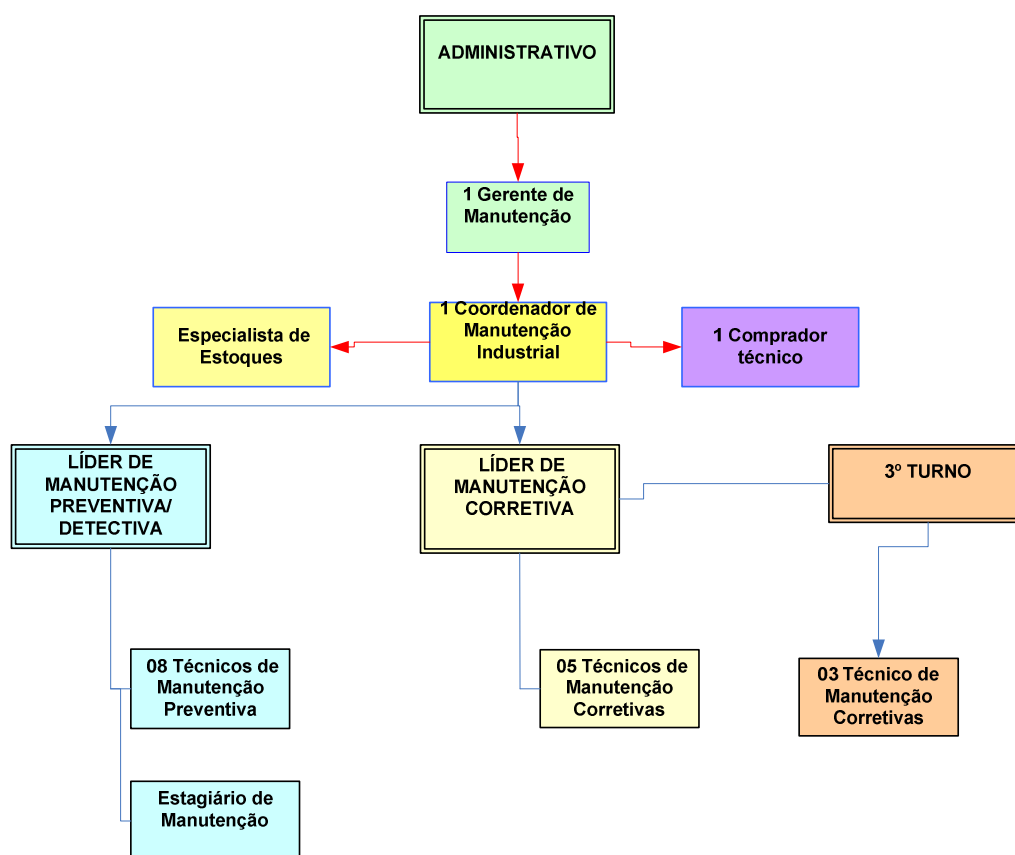 ADMINISTRATIVO
1 Gerente de
Manutenção
1 Coordenador de
Manutenção
Industrial
Especialista de
Estoques
1 Comprador
técnico
LÍDER DE
MANUTENÇÃO
PREVENTIVA/
DETECTIVA
LÍDER DE
MANUTENÇÃO
CORRETIVA
3º TURNO
08 Técnicos de
Manutenção
Preventiva
05 Técnicos de
Manutenção
Corretivas
03 Técnico de
Manutenção
Corretivas
Estagiário de
Manutenção